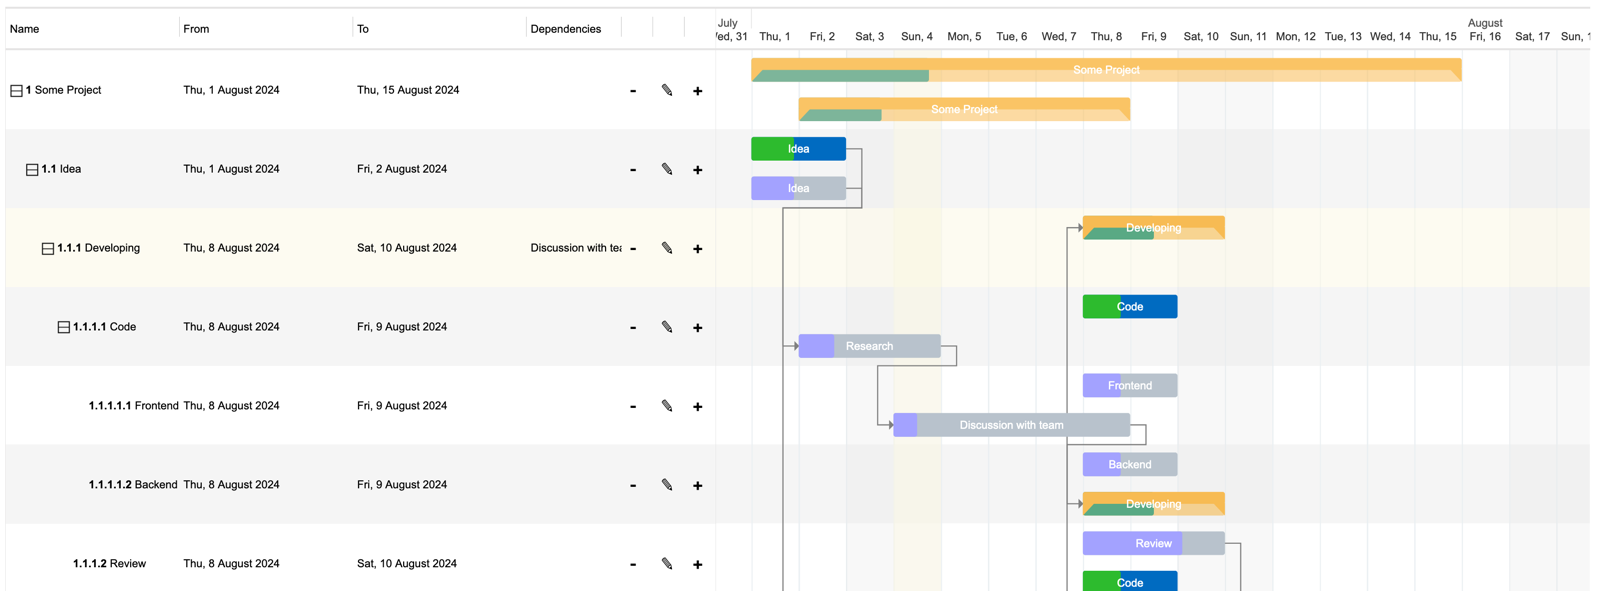 Name From To Dependencies
July August
Thu, 1 Fri, 2 Sat, 3 Sun, 4 Mon, 5 Tue, 6 Wed, 7 Thu, 8 Fri, 9 Sat, 10 Sun, 11 Mon, 12 Tue, 13 Wed, 14 Thu, 15 Fri, 16 Sat, 17
1 Some Project Thu, 1 August 2024 Thu, 15 August 2024 - +
Some Project
Some Project
1.1 Idea Thu, 1 August 2024 Fri, 2 August 2024 - +
Idea
Idea
1.1.1 Developing Thu, 8 August 2024 Sat, 10 August 2024 Discussion with - +
Developing
1.1.1.1 Code Thu, 8 August 2024 Fri, 9 August 2024 - +
Code
Research
1.1.1.1.1 Frontend Thu, 8 August 2024 Fri, 9 August 2024 - +
Frontend
Discussion with team
1.1.1.1.2 Backend Thu, 8 August 2024 Fri, 9 August 2024 - +
Backend
Developing
1.1.1.2 Review Thu, 8 August 2024 Sat, 10 August 2024 - +
Review
Code